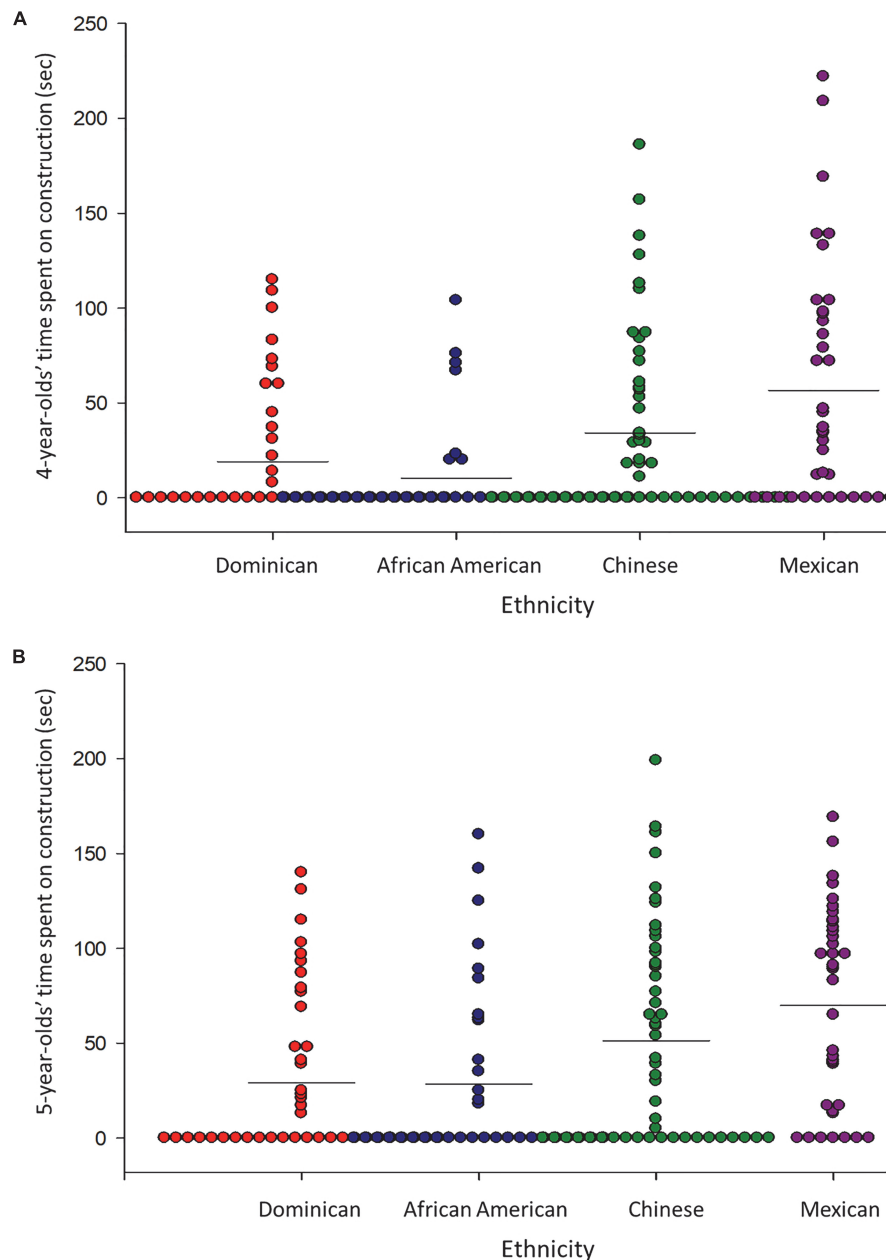 A
250
200
150
100
50
0
4-year-olds' time spent on construction (sec)
Dominican African American Chinese Mexican
Ethnicity
B
250
200
150
100
50
0
5-year-olds' time spent on construction (sec)
Dominican African American Chinese Mexican
Ethnicity